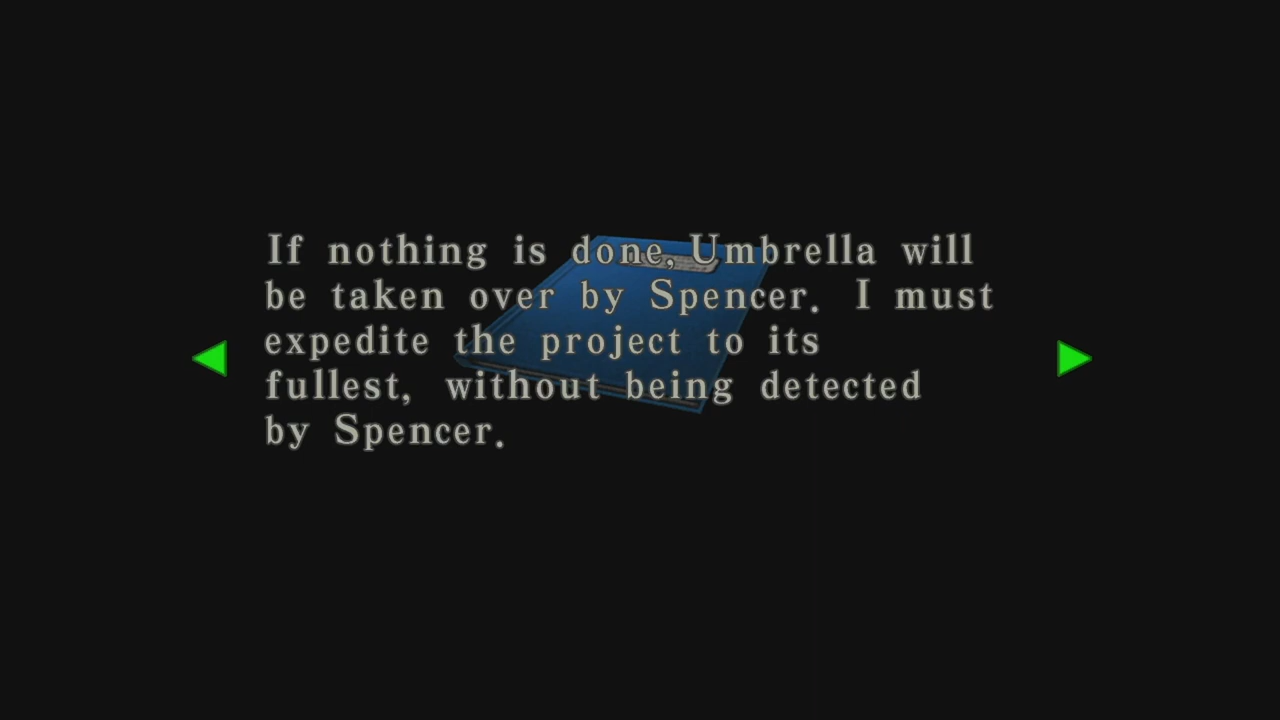 If nothing is done, Umbrella will
be taken over by Spencer. I must
expedite the project to its
fullest, without being detected
by Spencer.